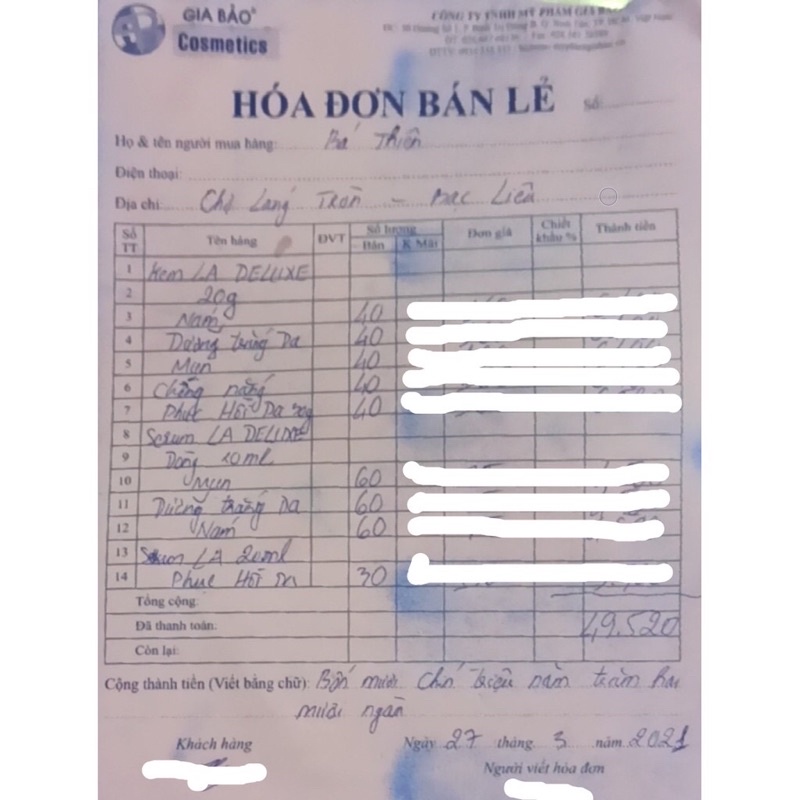 GIA BẢO®
Cosmetics
CÔNG TY TNHH MỸ PHẨM GIA BẢO
HÓA ĐƠN BÁN LẺ
Số:
Họ & tên người mua hàng: Bá Thiên
Điện thoại:
Địa chỉ: Chợ Láng Tròn - Bạc Liêu
Số TT Tên hàng ĐVT Số lượng Bán K.Mãi Đơn giá Chiết khấu % Thành tiền
1 Kem LA DELUXE
2 20g
3 Nám 40
4 Dưỡng trắng Da 40
5 Mụn 40
6 Chống nắng 40
7 Phục Hồi Da 40
8 Serum LA DELUXE
9 20ml
10 Mụn 60
11 Dưỡng trắng Da 60
12 Nám 60
13 Serum LA 20ml
14 Phục Hồi 30
Tổng cộng:
Đã thanh toán: 49.520
Còn lại:
Cộng thành tiền (Viết bằng chữ): Bốn mươi chín triệu năm trăm hai
mươi ngàn
Khách hàng
Ngày 27 tháng 3 năm 2021
Người viết hóa đơn